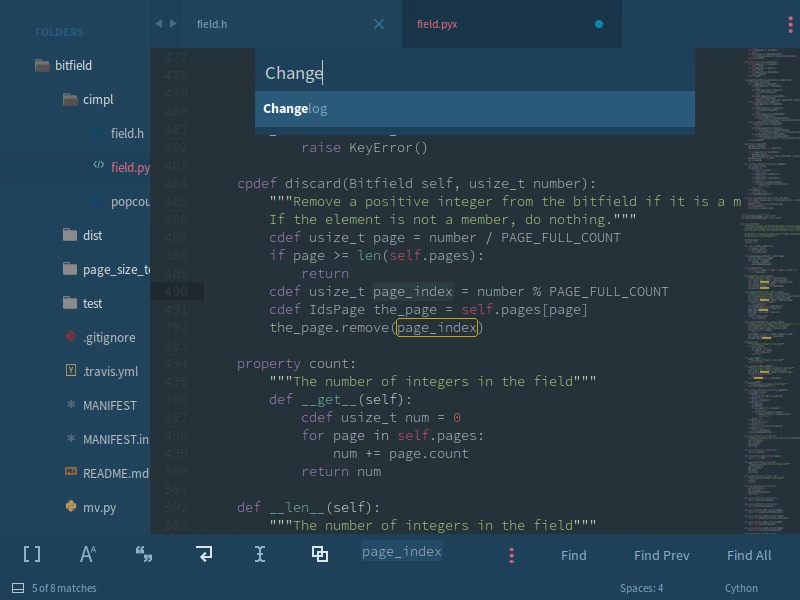 FOLDERS
bitfield
cimpl
field.h
field.py
popcou
dist
page_size_to
test
.gitignore
.travis.yml
MANIFEST
MANIFEST.in
README.md
mv.py
field.h
field.pyx
Change
Changelog
477
478
479
480
481
482 raise KeyError()
483
484 cpdef discard(Bitfield self, usize_t number):
485 """Remove a positive integer from the bitfield if it is a m
486 If the element is not a member, do nothing."""
487 cdef usize_t page = number / PAGE_FULL_COUNT
488 if page >= len(self.pages):
489 return
490 cdef usize_t page_index = number % PAGE_FULL_COUNT
491 cdef IdsPage the_page = self.pages[page]
492 the_page.remove(page_index)
493
494 property count:
495 """The number of integers in the field"""
496 def __get__(self):
497 cdef usize_t num = 0
498 for page in self.pages:
499 num += page.count
500 return num
501
502 def __len__(self):
503 """The number of integers in the field"""
page_index
Find
Find Prev
Find All
5 of 8 matches
Spaces: 4
Cython